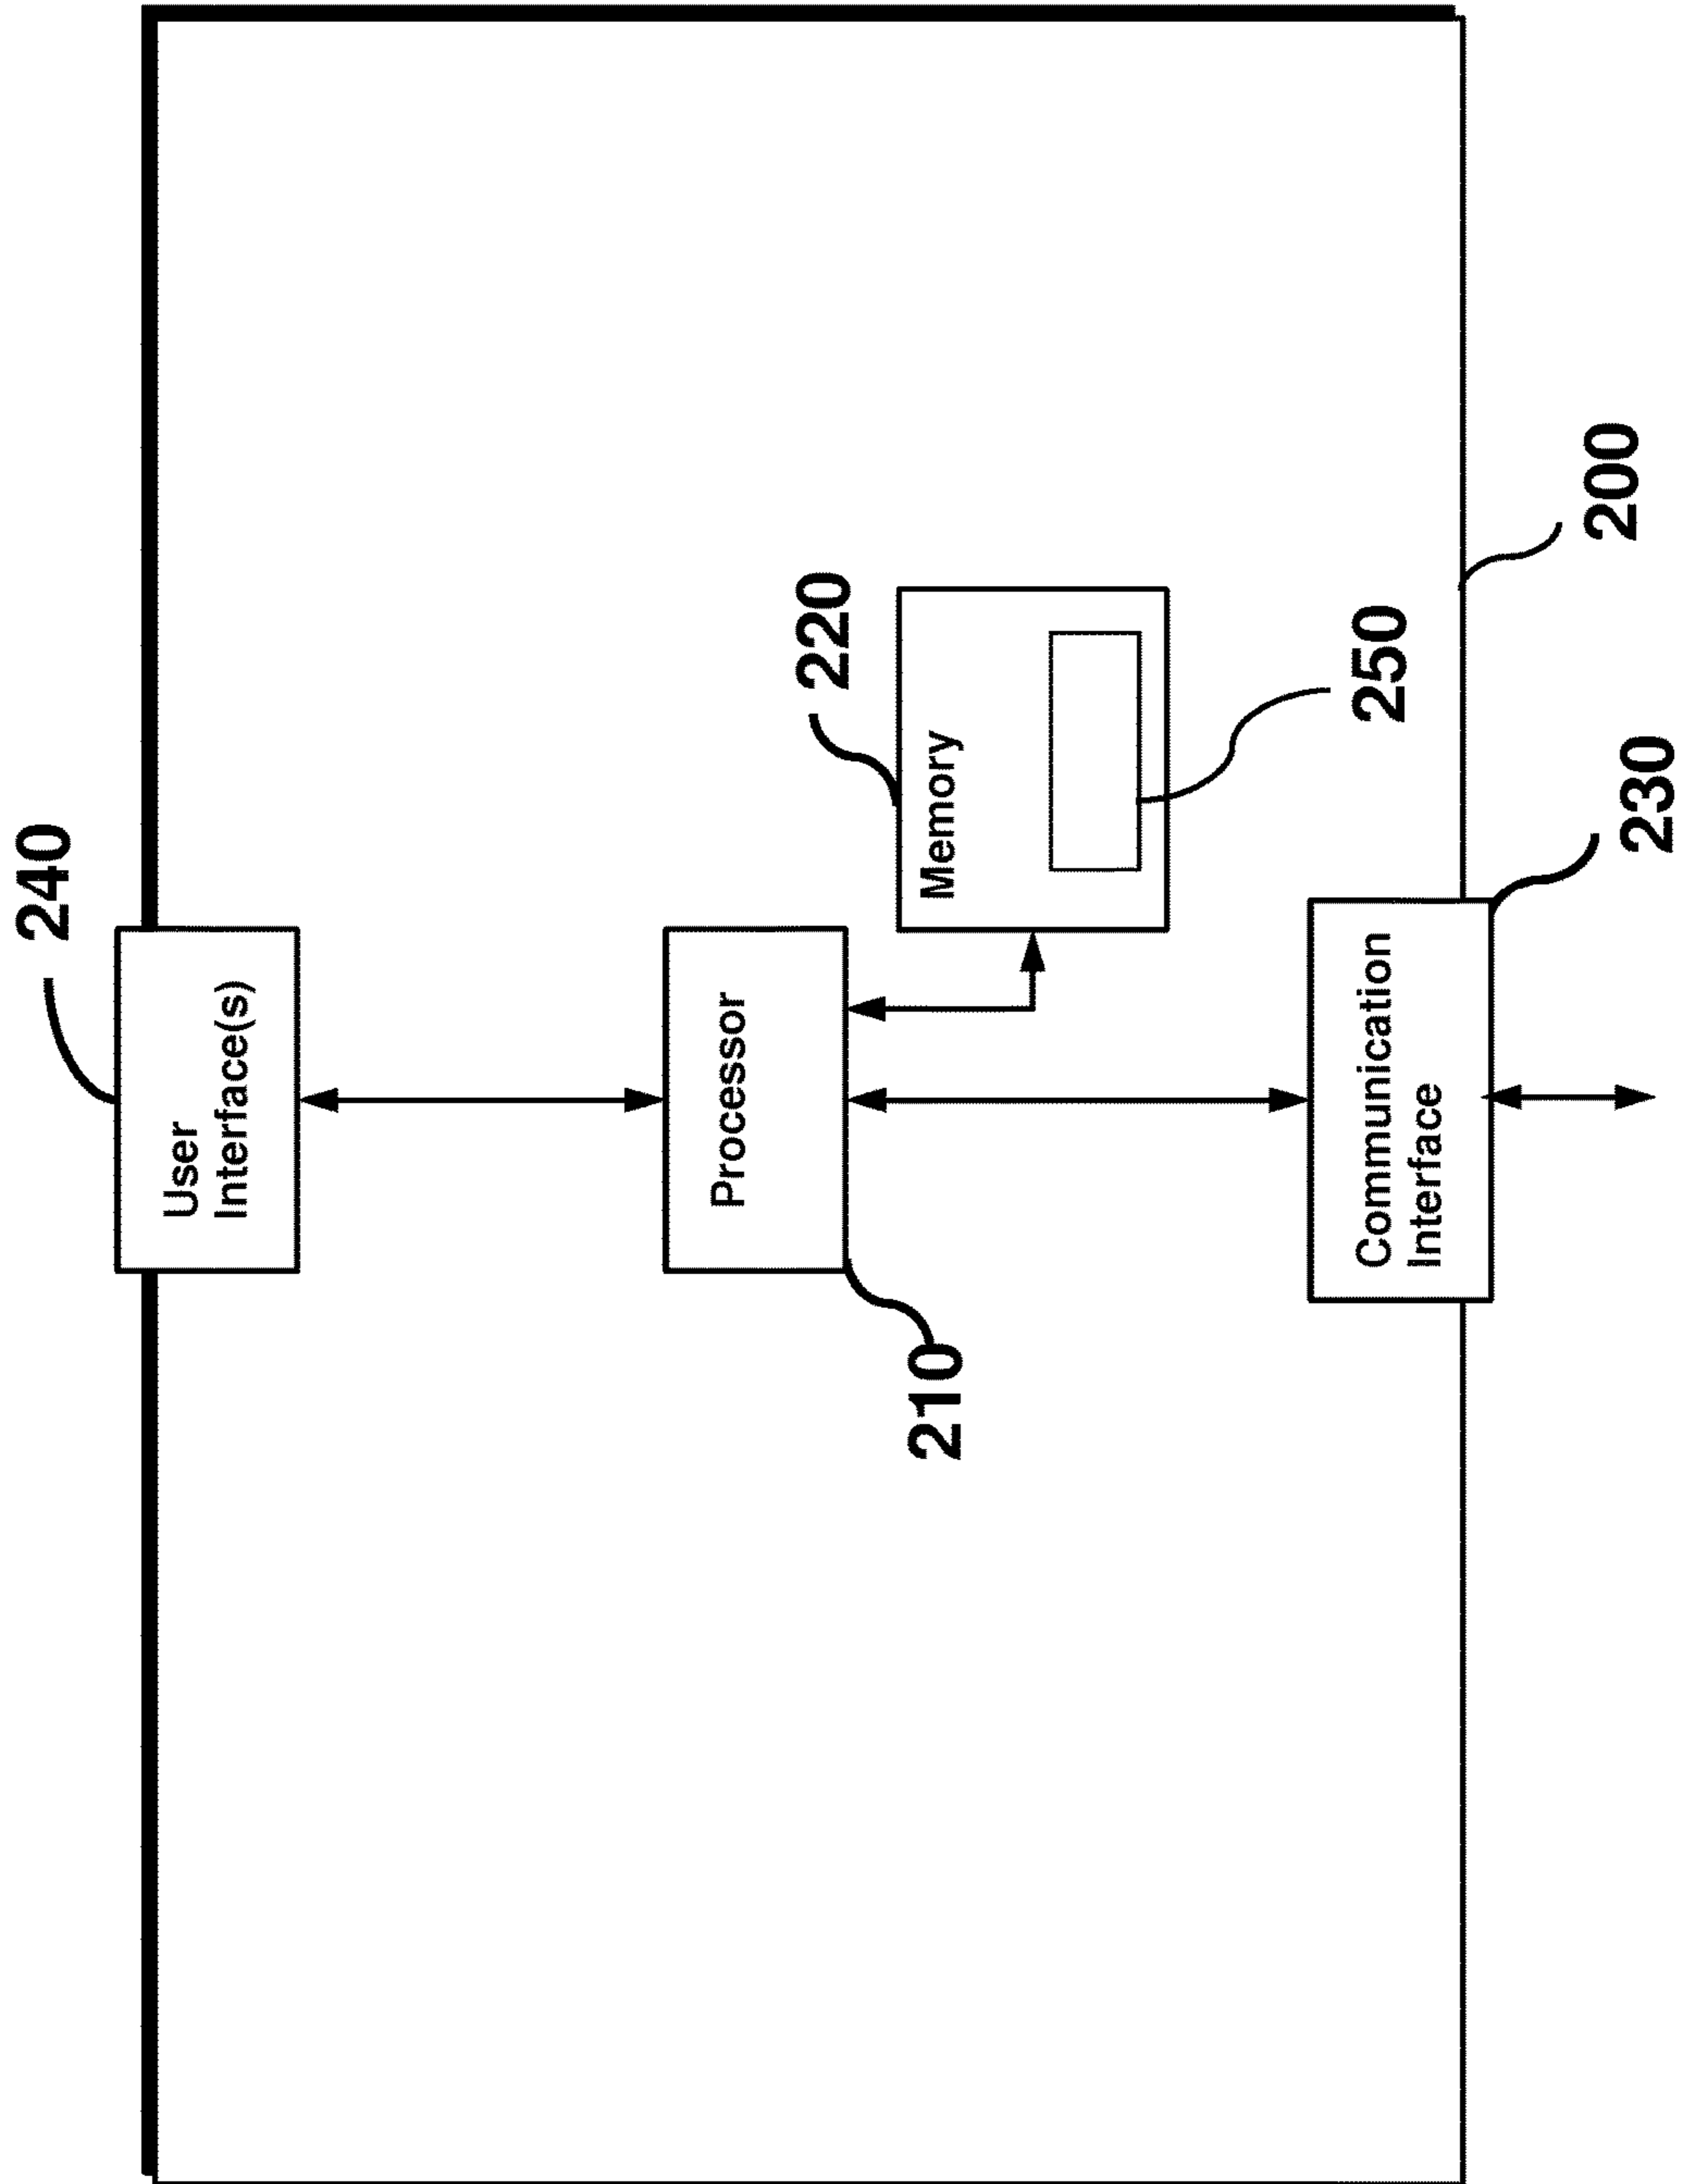 240
User
Interface(s)
Processor
210
220
Memory
250
Communication
Interface
230
200